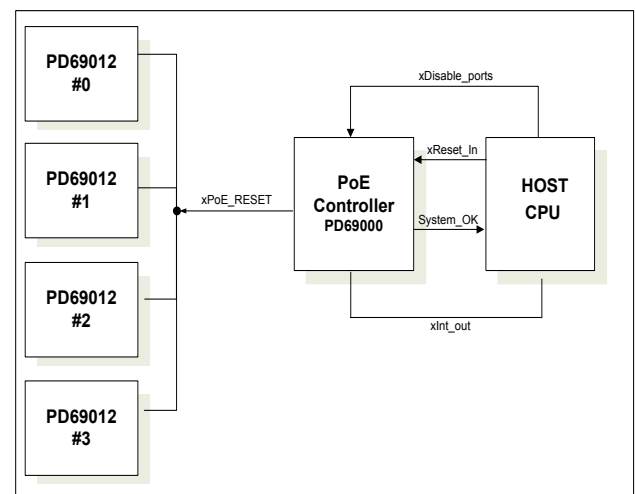 PD69012
#0
PD69012
#1
PD69012
#2
PD69012
#3
xPoE_RESET
xDisable_ports
xReset_In
PoE
Controller
PD69000
System_OK
HOST
CPU
xInt_out